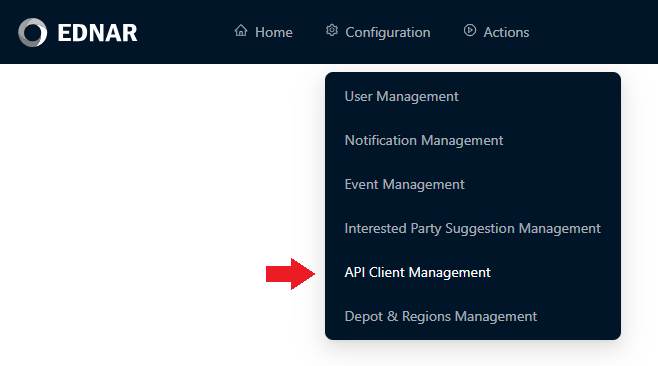 EDNAR
Home
Configuration
Actions
User Management
Notification Management
Event Management
Interested Party Suggestion Management
API Client Management
Depot & Regions Management